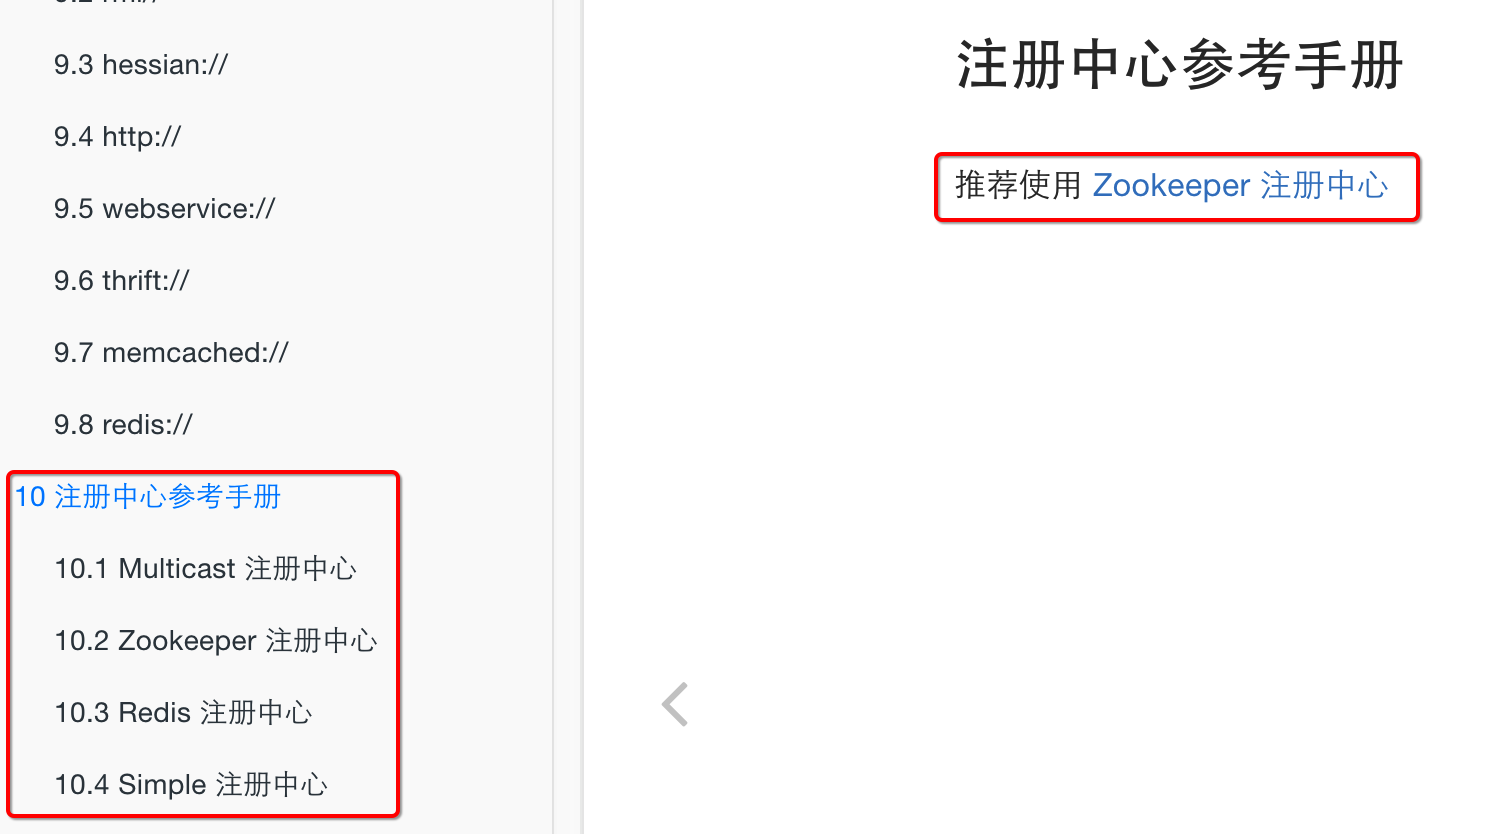 9.3 hessian://
9.4 http://
9.5 webservice://
9.6 thrift://
9.7 memcached://
9.8 redis://
10 注册中心参考手册
10.1 Multicast 注册中心
10.2 Zookeeper 注册中心
10.3 Redis 注册中心
10.4 Simple 注册中心
注册中心参考手册
推荐使用 Zookeeper 注册中心